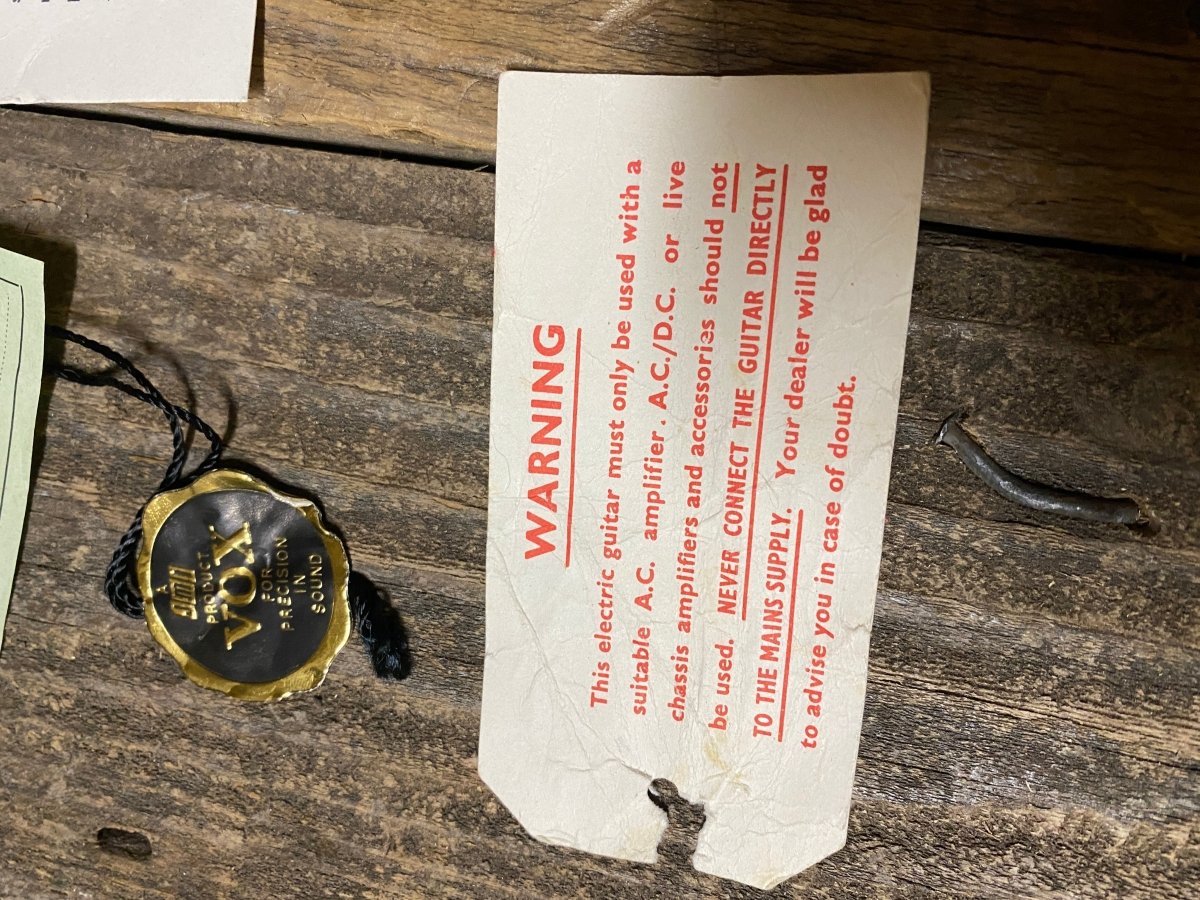 A
JMI
PRODUCT
VOX
FOR
PRECISION
IN
SOUND
WARNING
This electric guitar must only be used with a
suitable A.C. amplifier. A.C./D.C. or live
chassis amplifiers and accessories should not
be used. NEVER CONNECT THE GUITAR DIRECTLY
TO THE MAINS SUPPLY. Your dealer will be glad
to advise you in case of doubt.